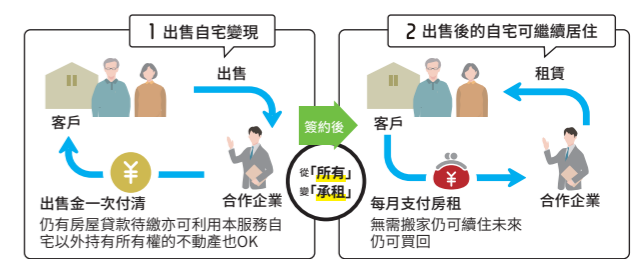 1 出售自宅變現
出售
客戶
¥
合作企業
出售金一次付清
仍有房屋貸款待繳亦可利用本服務自
宅以外持有所有權的不動產也OK
簽約後
從「所有」
變「承租」
2 出售後的自宅可繼續居住
租賃
客戶
¥
合作企業
每月支付房租
無需搬家仍可續住未來
仍可買回